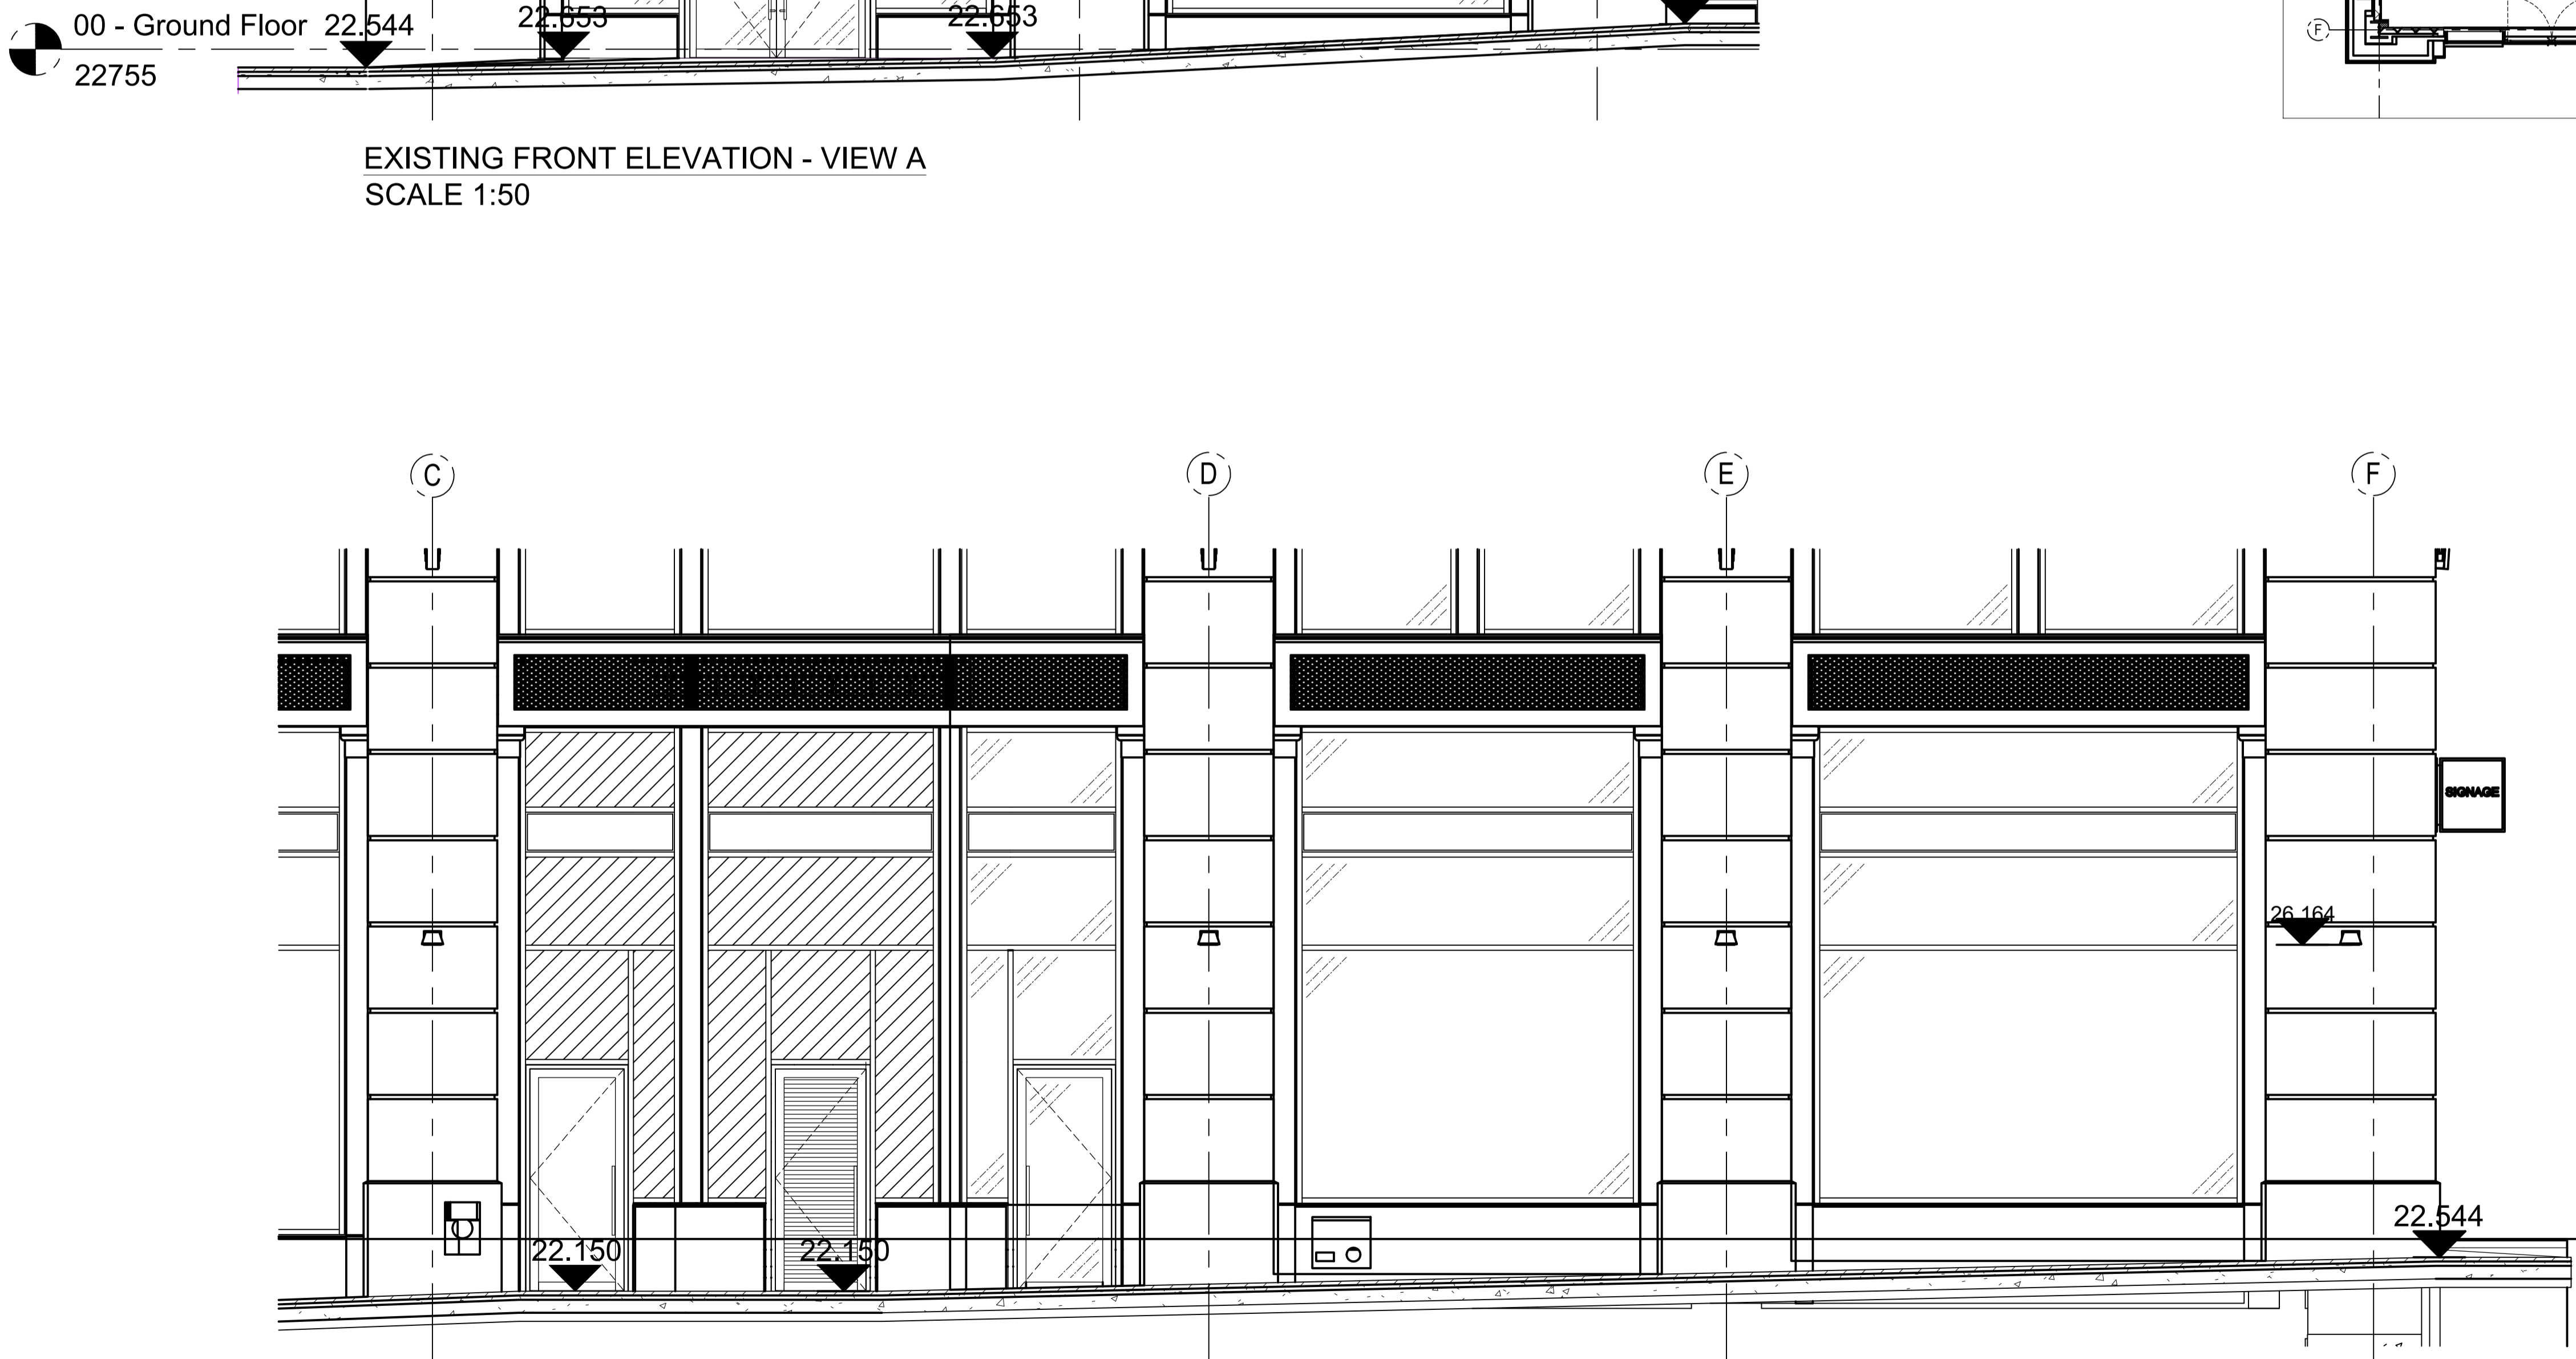 00 - Ground Floor 22.544
22.653
22.653
22755
F
EXISTING FRONT ELEVATION - VIEW A
SCALE 1:50
C
D
E
F
SIGNAGE
26.164
22.544
22.150
22.150